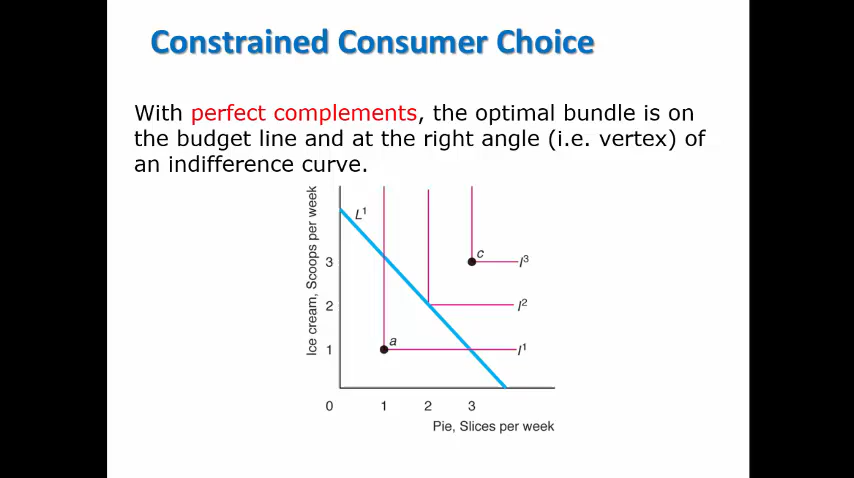 Constrained Consumer Choice
With perfect complements, the optimal bundle is on
the budget line and at the right angle (i.e. vertex) of
an indifference curve.
Ice cream, Scoops per week
L¹
c
3
I³
2
I²
a
1
I¹
0 1 2 3
Pie, Slices per week